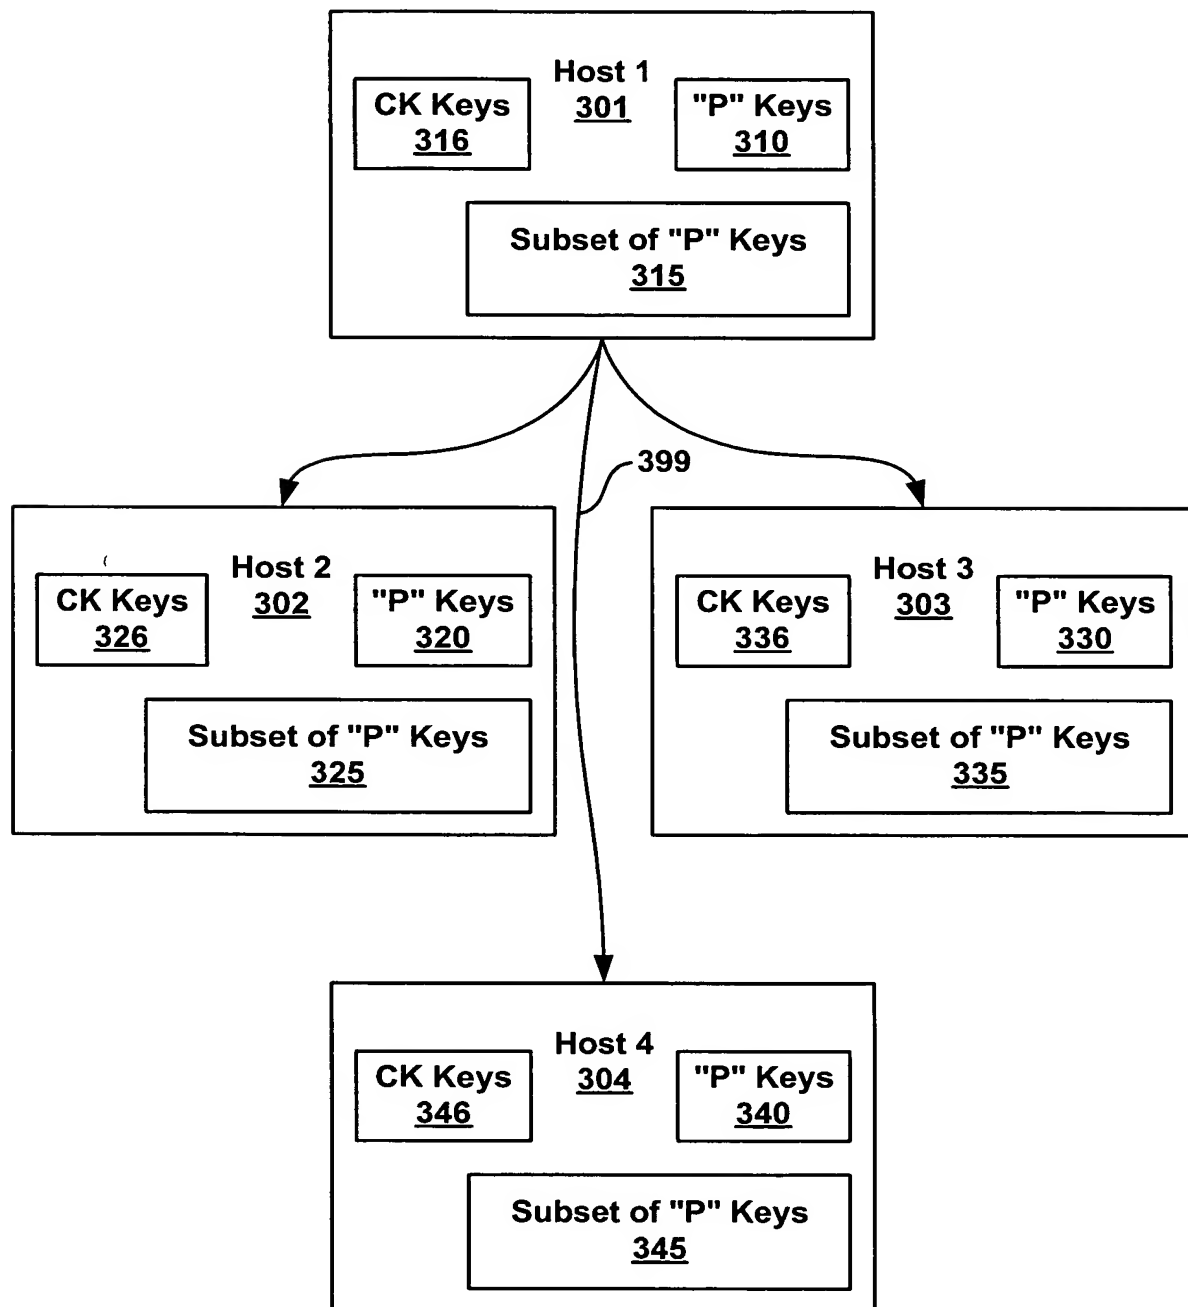 Host 1
301
CK Keys
316
"P" Keys
310
Subset of "P" Keys
315
399
Host 2
302
CK Keys
326
"P" Keys
320
Subset of "P" Keys
325
Host 3
303
CK Keys
336
"P" Keys
330
Subset of "P" Keys
335
Host 4
304
CK Keys
346
"P" Keys
340
Subset of "P" Keys
345